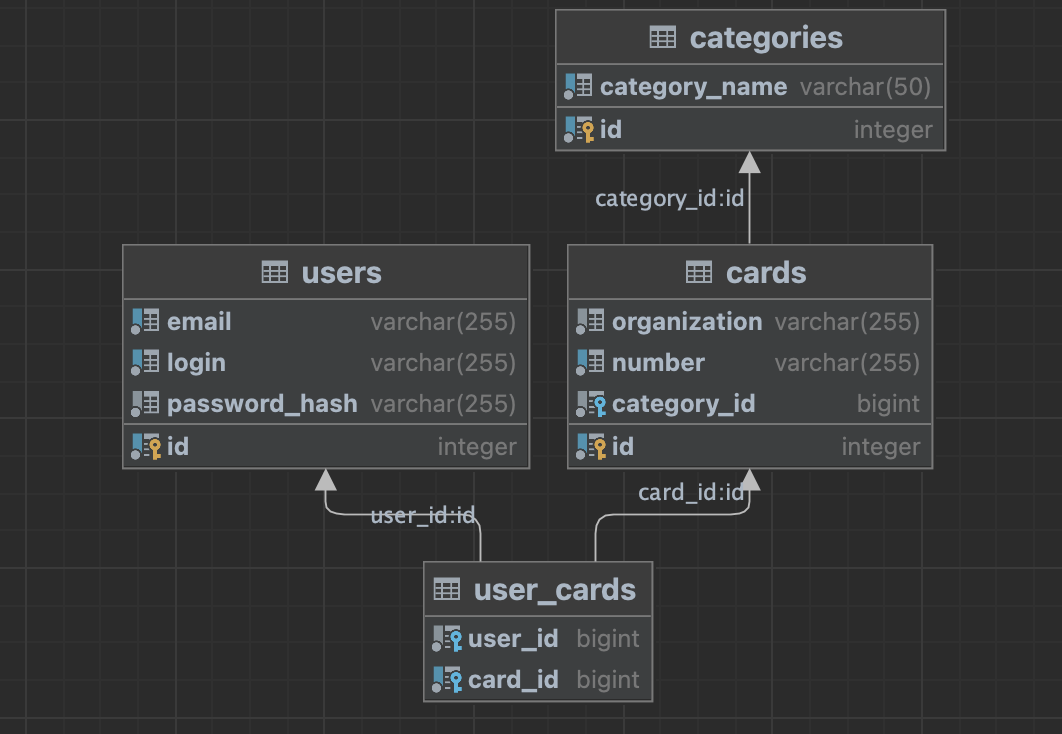 categories
category_name varchar(50)
id integer
category_id:id
users
email varchar(255)
login varchar(255)
password_hash varchar(255)
id integer
cards
organization varchar(255)
number varchar(255)
category_id bigint
id integer
user_id:id
card_id:id
user_cards
user_id bigint
card_id bigint